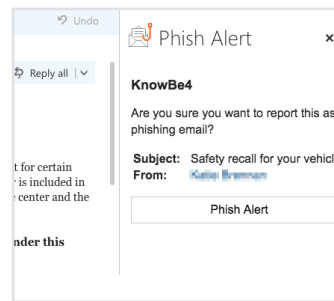 Undo
Reply all
t for certain
is included in
center and the
nder this
Phish Alert
×
KnowBe4
Are you sure you want to report this as
phishing email?
Subject: Safety recall for your vehicl
From:
Phish Alert